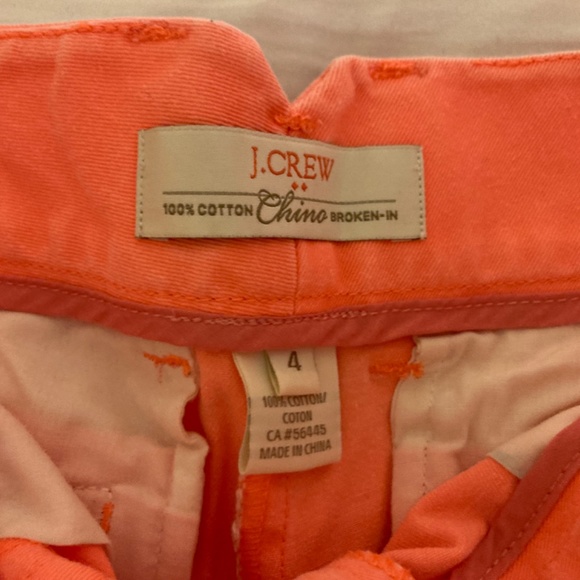 J.CREW
100% COTTON Chino BROKEN-IN
4
100% COTTON/
COTON
CA #56445
MADE IN CHINA